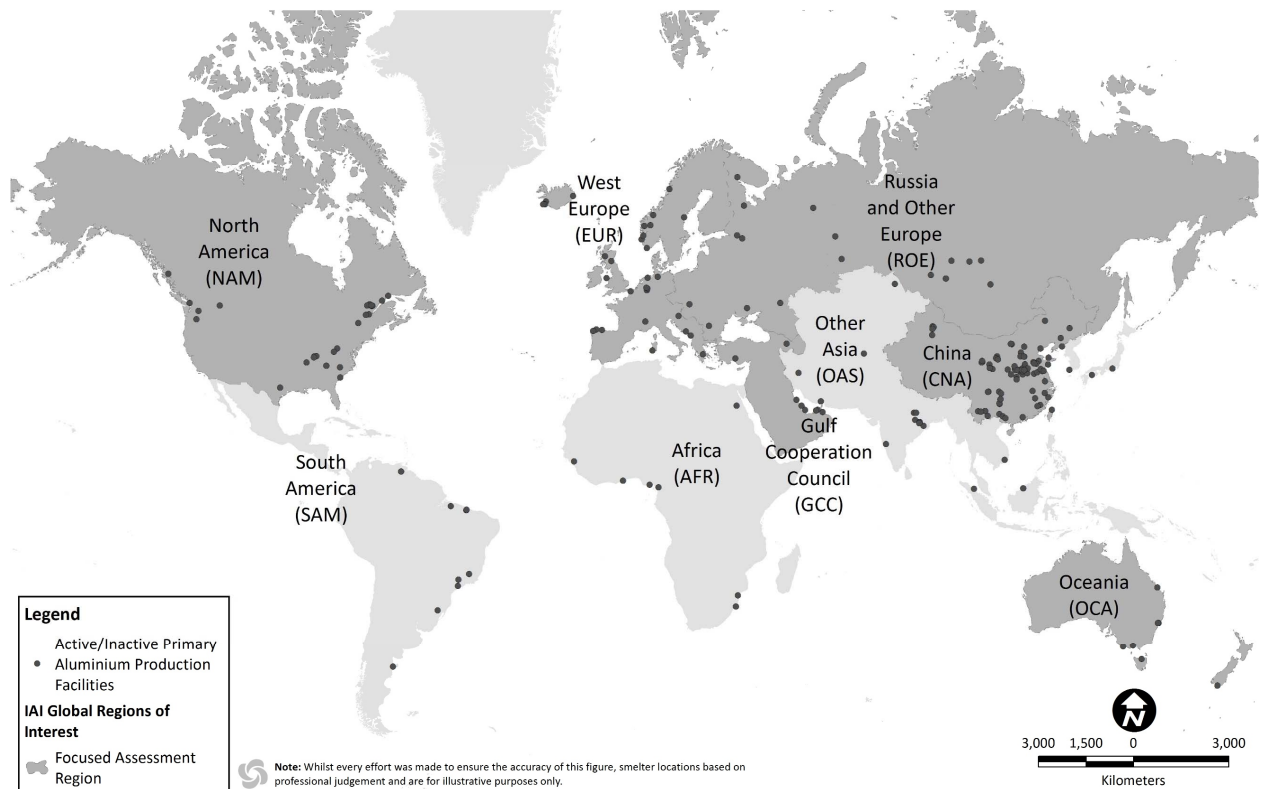 North
America
(NAM)
West
Europe
(EUR)
Russia
and Other
Europe
(ROE)
Other
Asia
(OAS)
China
(CNA)
Gulf
Cooperation
Council
(GCC)
Africa
(AFR)
South
America
(SAM)
Oceania
(OCA)
Legend
Active/Inactive Primary
Aluminium Production
Facilities
IAI Global Regions of
Interest
Focused Assessment
Region
Note: Whilst every effort was made to ensure the accuracy of this figure, smelter locations based on
professional judgement and are for illustrative purposes only.
N
3,000 1,500 0 3,000
Kilometers